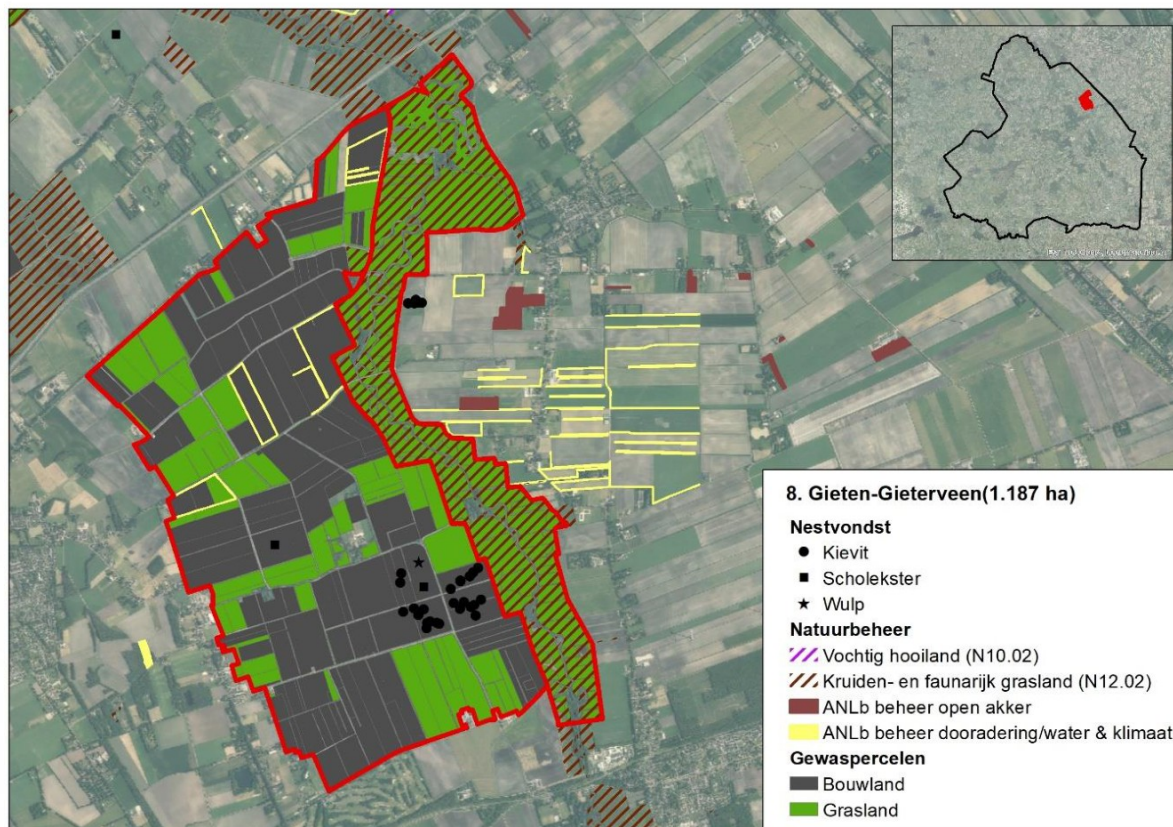 8. Gieten-Gieterveen(1.187 ha)
Nestvondst
Kievit
Scholekster
Wulp
Natuurbeheer
Vochtig hooiland (N10.02)
Kruiden- en faunarijk grasland (N12.02)
ANLb beheer open akker
ANLb beheer dooradering/water & klimaat
Gewaspercelen
Bouwland
Grasland